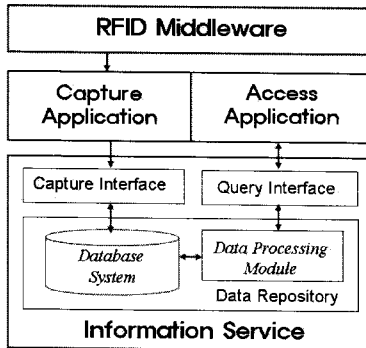 RFID Middleware
Capture
Application
Access
Application
Capture Interface
Query Interface
Database
System
Data Processing
Module
Data Repository
Information Service